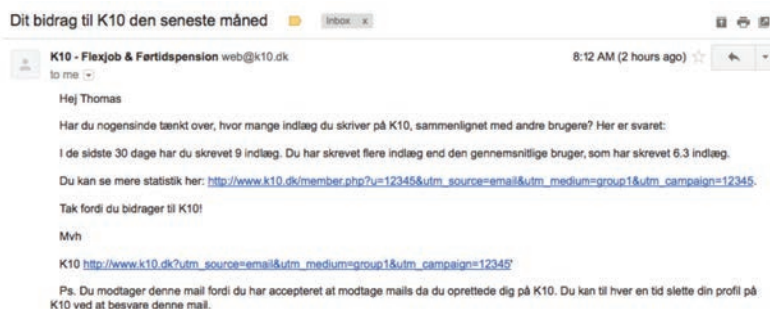 Dit bidrag til K10 den seneste måned
Inbox x
K10 - Flexjob & Førtidspension web@k10.dk
8:12 AM (2 hours ago)
to me
Hej Thomas
Har du nogensinde tænkt over, hvor mange indlæg du skriver på K10, sammenlignet med andre brugere? Her er svaret:
I de sidste 30 dage har du skrevet 9 indlæg. Du har skrevet flere indlæg end den gennemsnitlige bruger, som har skrevet 6.3 indlæg.
Du kan se mere statistik her: http://www.k10.dk/member.php?u=12345&utm_source=email&utm_medium=group1&utm_campaign=12345.
Tak fordi du bidrager til K10!
Mvh
K10 http://www.k10.dk?utm_source=email&utm_medium=group1&utm_campaign=12345'
Ps. Du modtager denne mail fordi du har accepteret at modtage mails da du oprettede dig på K10. Du kan til hver en tid slette din profil på
K10 ved at besvare denne mail.